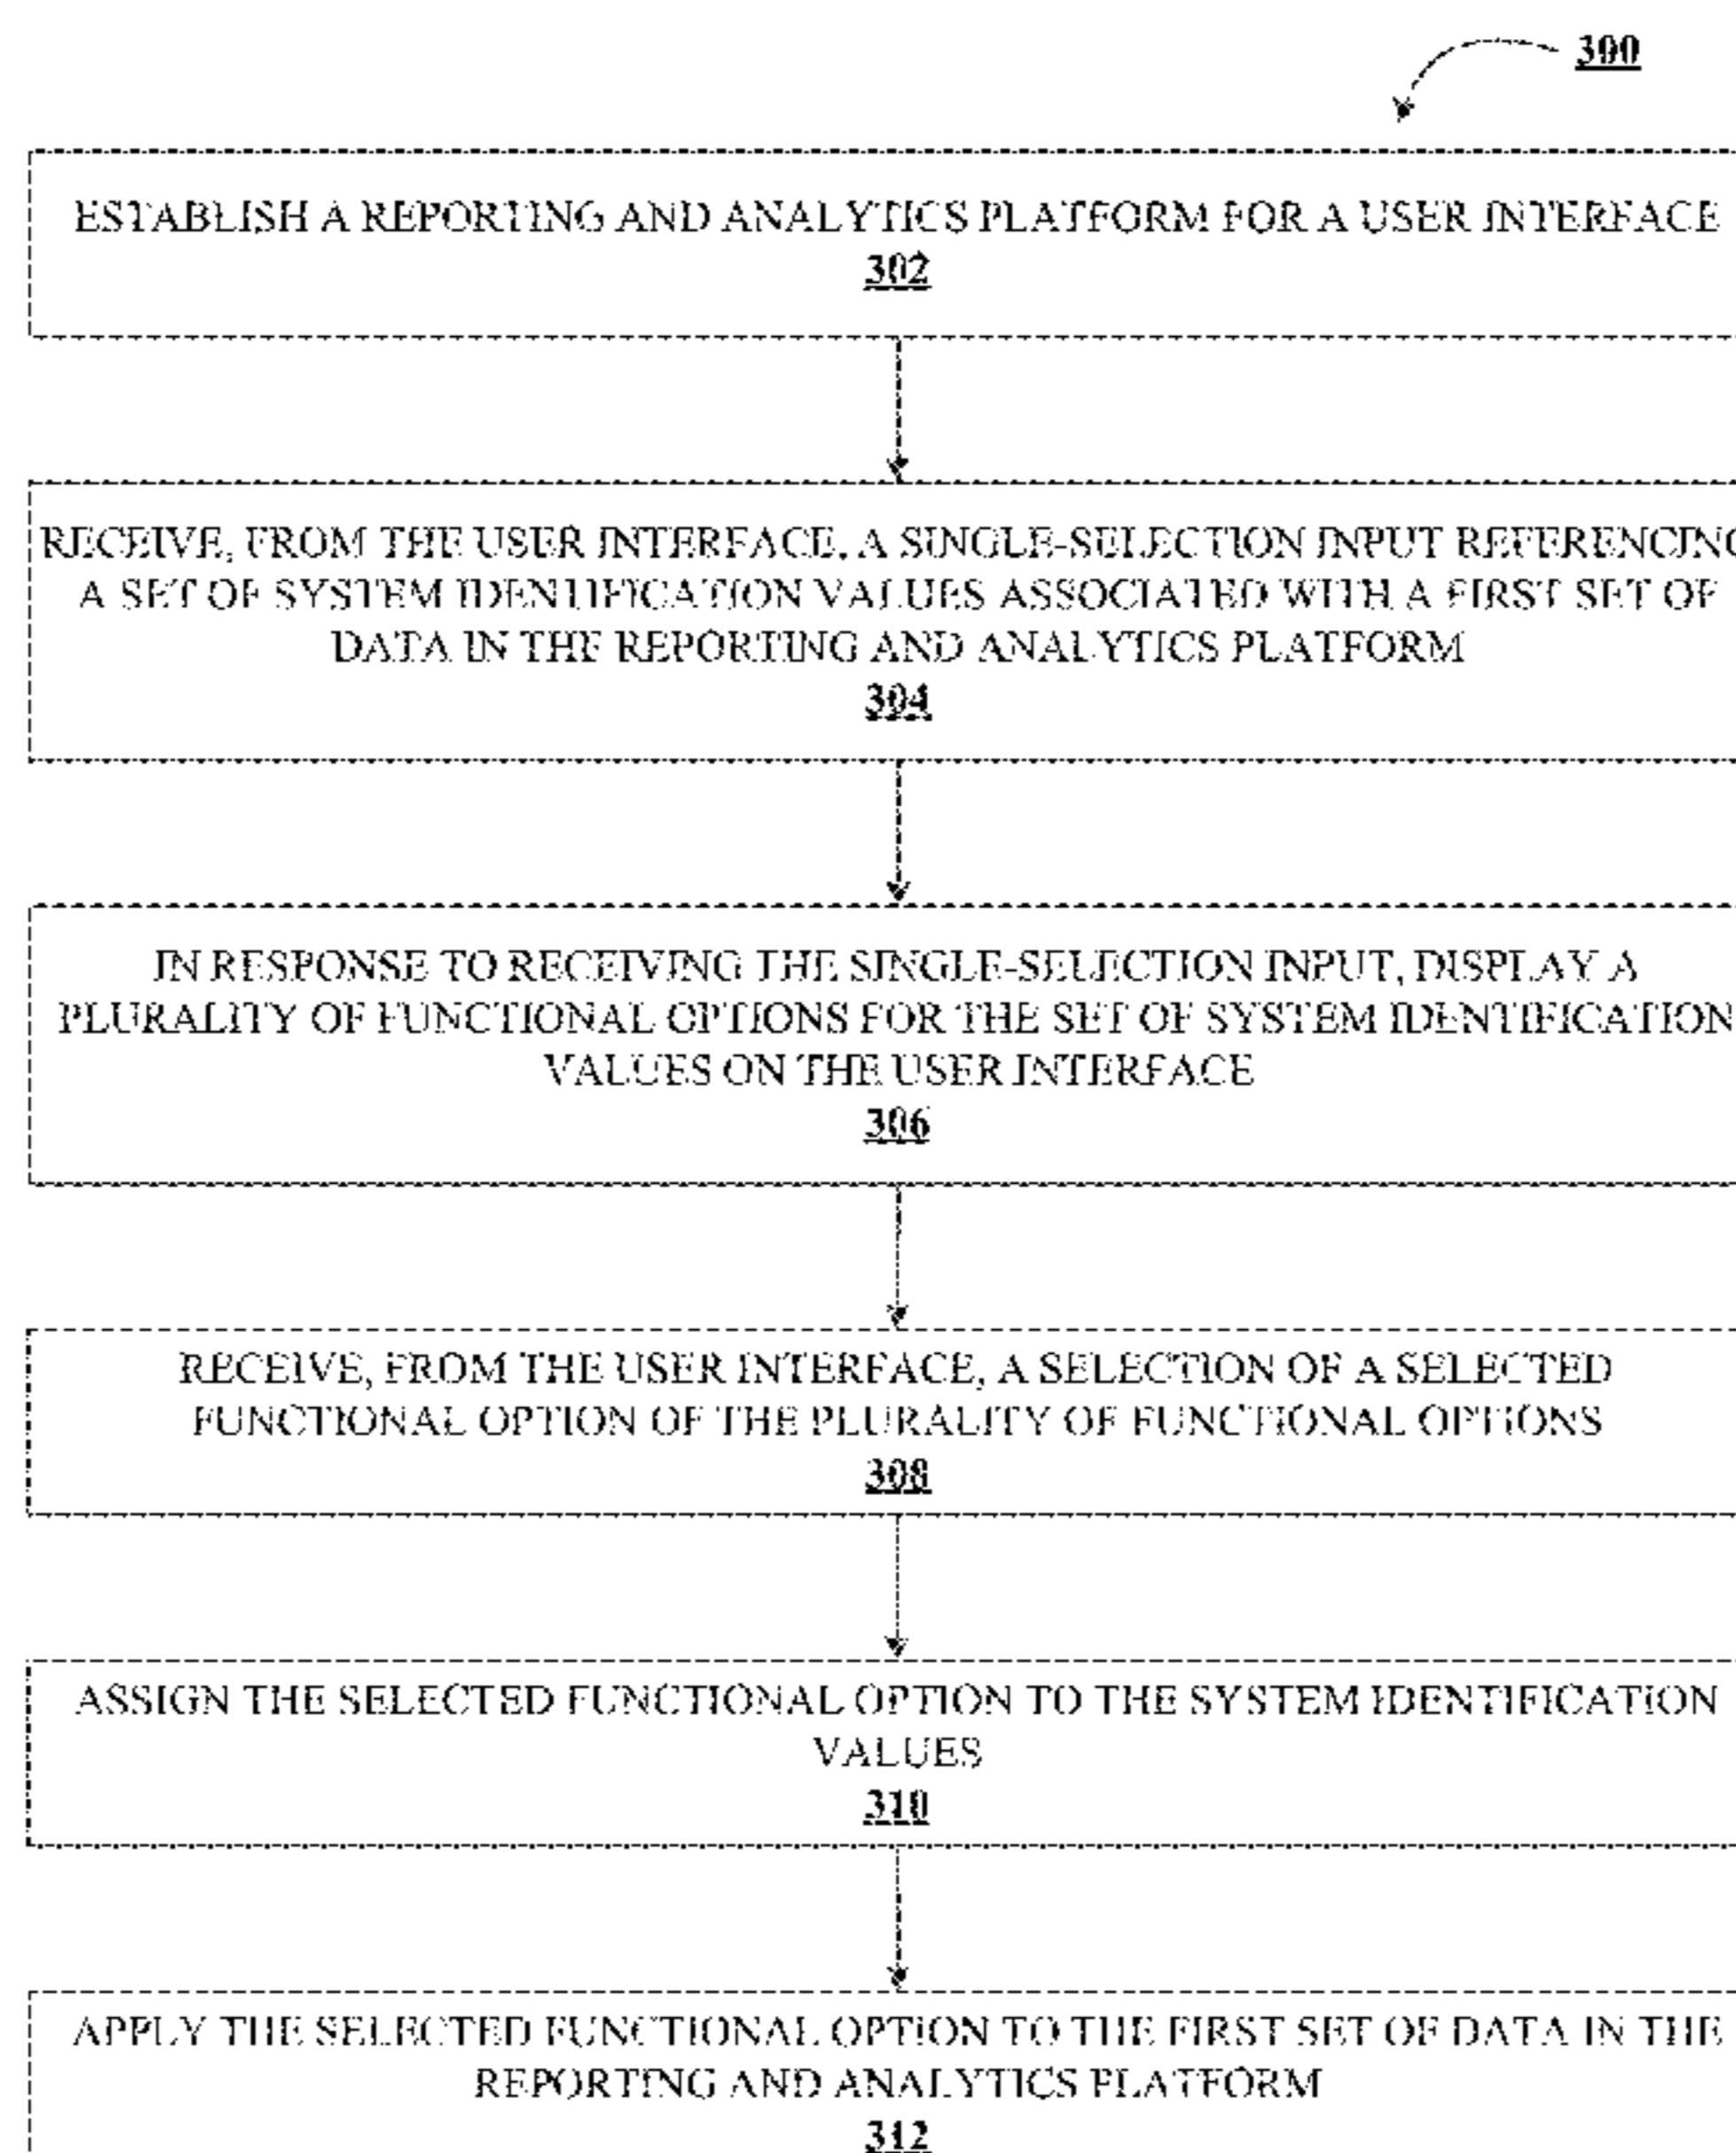 300
ESTABLISH A REPORTING AND ANALYTICS PLATFORM FOR A USER INTERFACE
302
RECEIVE, FROM THE USER INTERFACE, A SINGLE-SELECTION INPUT REFERENCING
A SET OF SYSTEM IDENTIFICATION VALUES ASSOCIATED WITH A FIRST SET OF
DATA IN THE REPORTING AND ANALYTICS PLATFORM
304
IN RESPONSE TO RECEIVING THE SINGLE-SELECTION INPUT, DISPLAY A
PLURALITY OF FUNCTIONAL OPTIONS FOR THE SET OF SYSTEM IDENTIFICATION
VALUES ON THE USER INTERFACE
306
RECEIVE, FROM THE USER INTERFACE, A SELECTION OF A SELECTED
FUNCTIONAL OPTION OF THE PLURALITY OF FUNCTIONAL OPTIONS
308
ASSIGN THE SELECTED FUNCTIONAL OPTION TO THE SYSTEM IDENTIFICATION
VALUES
310
APPLY THE SELECTED FUNCTIONAL OPTION TO THE FIRST SET OF DATA IN THE
REPORTING AND ANALYTICS PLATFORM
312